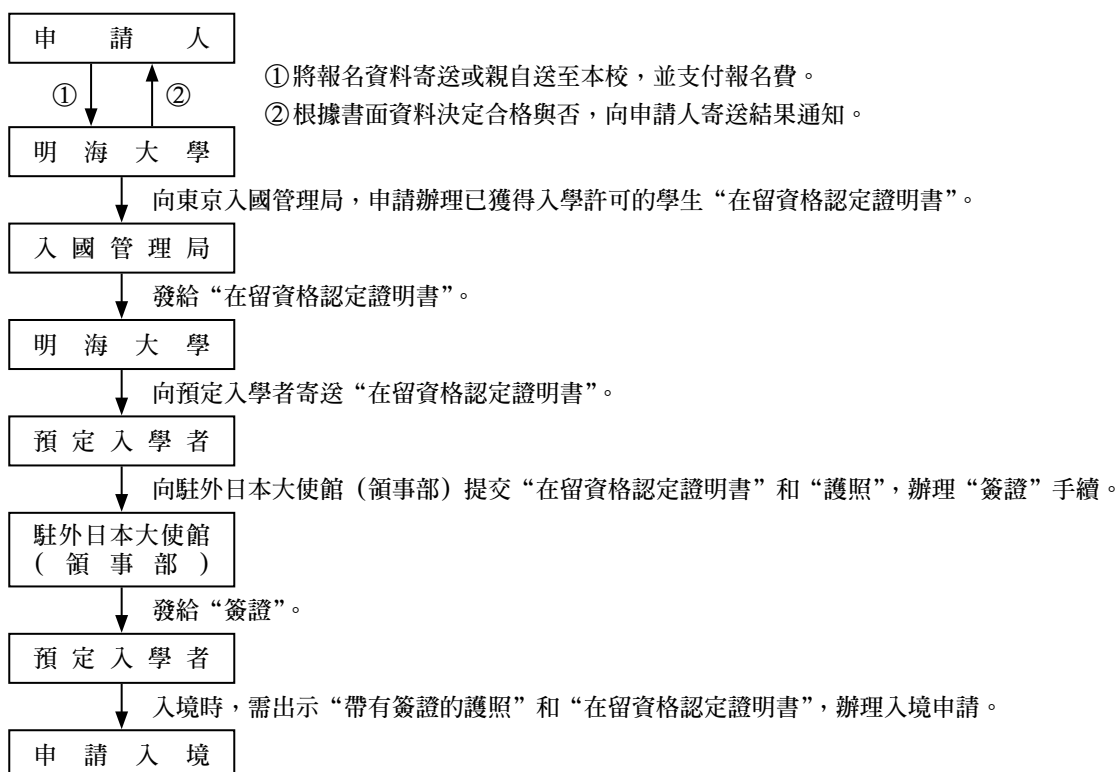 申請人
①將報名資料寄送或親自送至本校，並支付報名費。
① ②
②根據書面資料決定合格與否，向申請人寄送結果通知。
明海大學
向東京入國管理局，申請辦理已獲得入學許可的學生“在留資格認定證明書”。
入國管理局
發給“在留資格認定證明書”。
明海大學
向預定入學者寄送“在留資格認定證明書”。
預定入學者
向駐外日本大使館（領事部）提交“在留資格認定證明書”和“護照”，辦理“簽證”手續。
駐外日本大使館
（領事部）
發給“簽證”。
預定入學者
入境時，需出示“帶有簽證的護照”和“在留資格認定證明書”，辦理入境申請。
申請入境